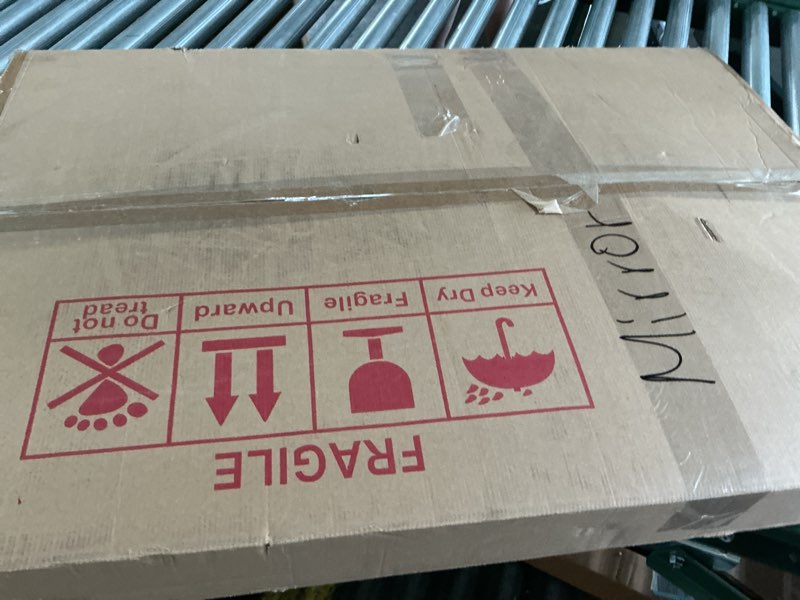 FRAGILE
Keep Dry
Fragile
Upward
Do not
tread
Mirror